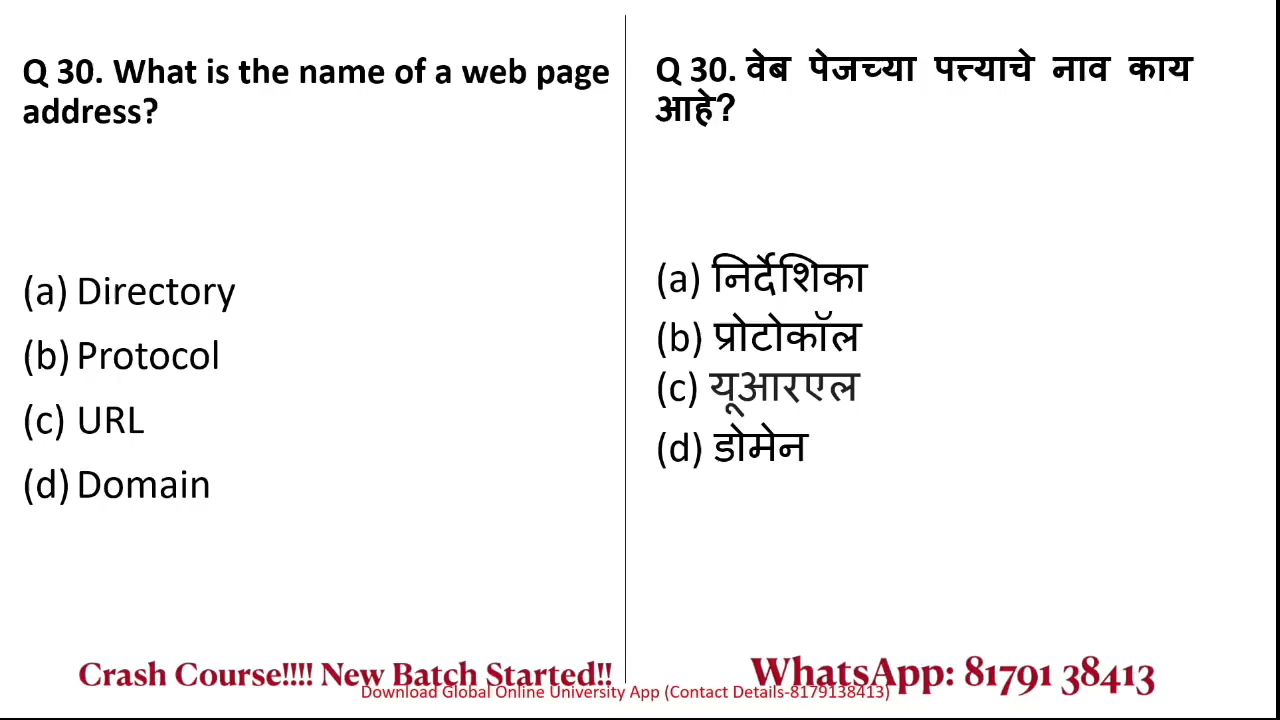 Q 30. What is the name of a web page
address?
(a) Directory
(b) Protocol
(c) URL
(d) Domain
Q 30. वेब पेजच्या पत्त्याचे नाव काय
आहे?
(a) निर्देशिका
(b) प्रोटोकॉल
(c) यूआरएल
(d) डोमेन
Crash Course!!!! New Batch Started!!
WhatsApp: 81791 38413
Download Global Online University App (Contact Details-8179138413)